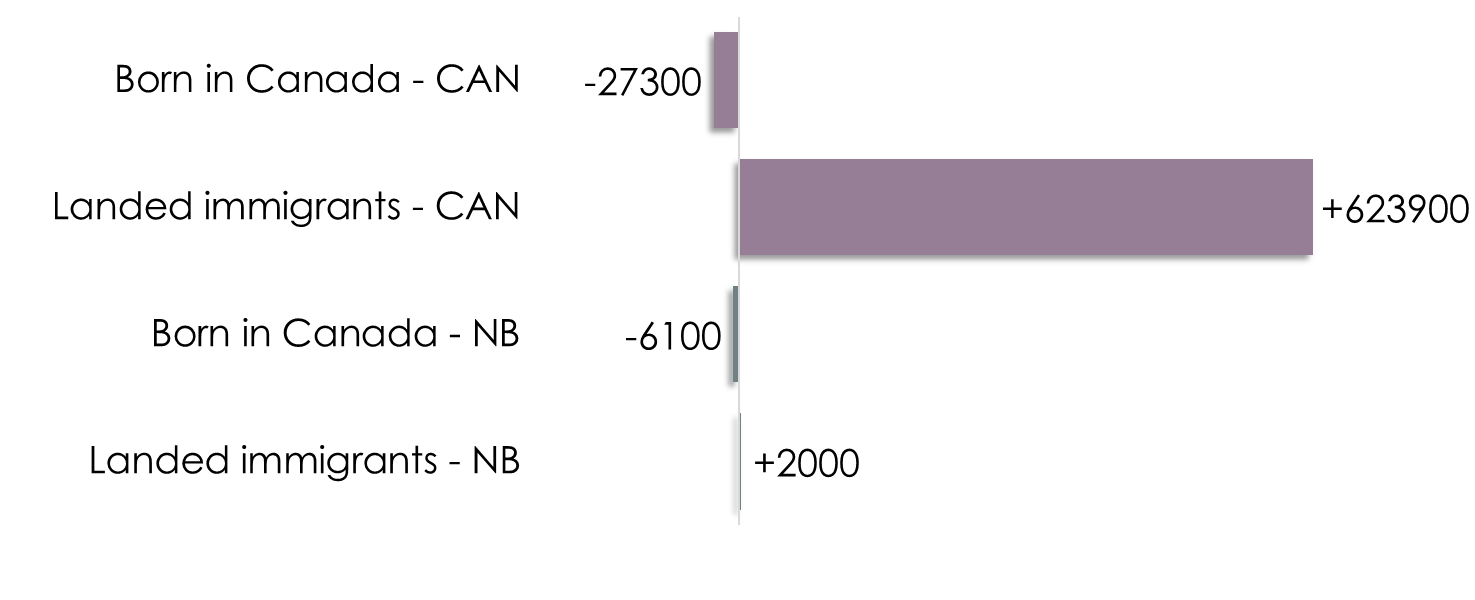 Born in Canada - CAN -27300
Landed immigrants - CAN +623900
Born in Canada - NB -6100
Landed immigrants - NB +2000